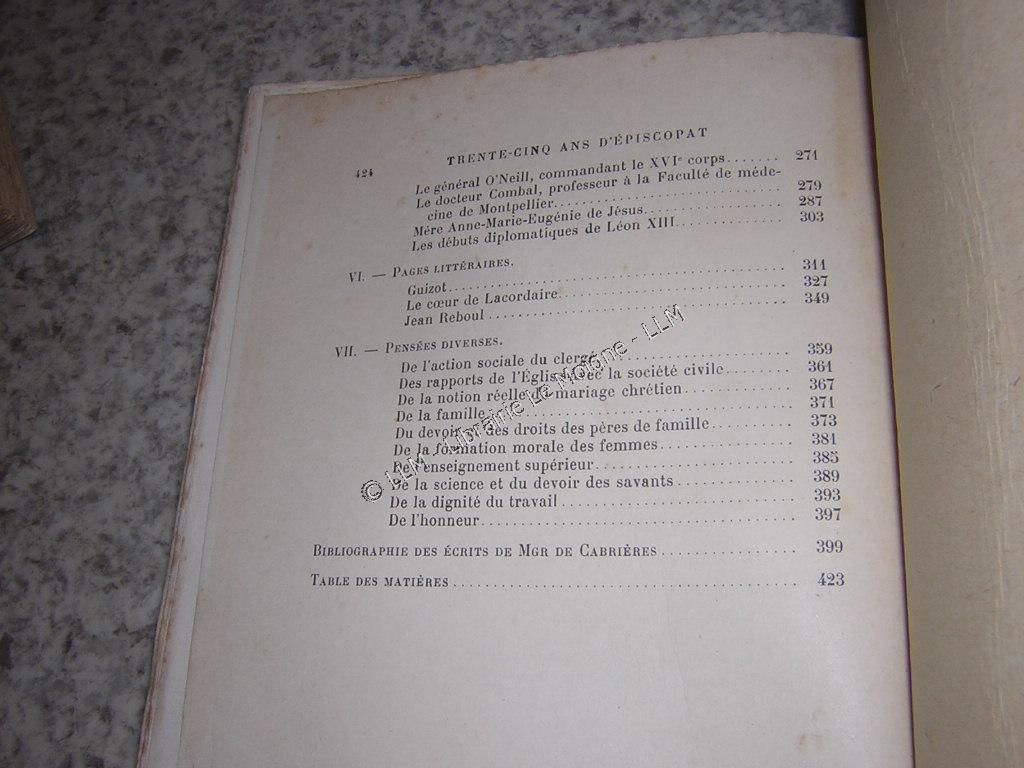 424 TRENTE-CINQ ANS D'ÉPISCOPAT
Le général O'Neill, commandant le XVIe corps....... 271
Le docteur Combal, professeur à la Faculté de méde-
cine de Montpellier............................ 279
Mère Anne-Marie-Eugénie de Jésus................. 287
Les débuts diplomatiques de Léon XIII............. 303
VI. — PAGES LITTÉRAIRES.
Guizot........................................ 311
Le cœur de Lacordaire........................... 327
Jean Reboul.................................... 349
VII. — PENSÉES DIVERSES.
De l'action sociale du clergé..................... 359
Des rapports de l'Église avec la société civile........ 361
De la notion réelle du mariage chrétien............ 367
De la famille................................... 371
Du devoir et des droits des pères de famille......... 373
De la formation morale des femmes............... 381
De l'enseignement supérieur...................... 385
De la science et du devoir des savants............. 389
De la dignité du travail.......................... 393
De l'honneur................................... 397
BIBLIOGRAPHIE DES ÉCRITS DE MGR DE CABRIÈRES............... 399
TABLE DES MATIÈRES..................................... 423
© LLM - Librairie Le Molène - LLM